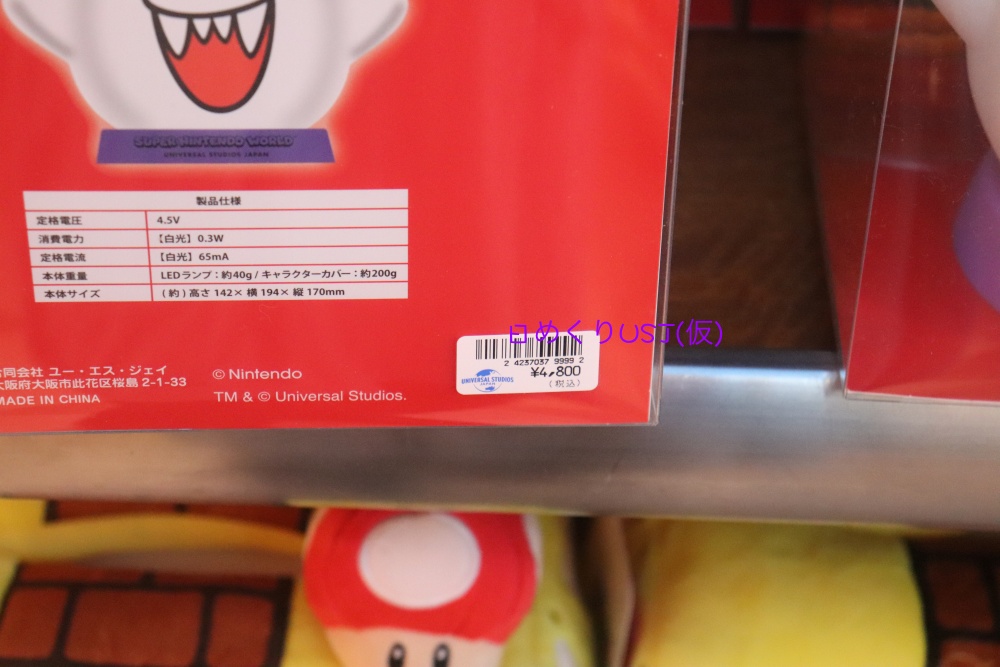 SUPER NINTENDO WORLD
UNIVERSAL STUDIOS JAPAN
製品仕様
定格電圧 4.5V
消費電力 【白光】0.3W
定格電流 【白光】65mA
本体重量 LEDランプ：約40g / キャラクターカバー：約200g
本体サイズ (約) 高さ 142× 横 194× 縦 170mm
日めくりUSJ(仮)
2 4237037 9999 2
¥4,800
(税込)
UNIVERSAL STUDIOS
JAPAN
同会社 ユー・エス・ジェイ
大阪府大阪市此花区桜島 2-1-33
MADE IN CHINA
© Nintendo
TM & © Universal Studios.